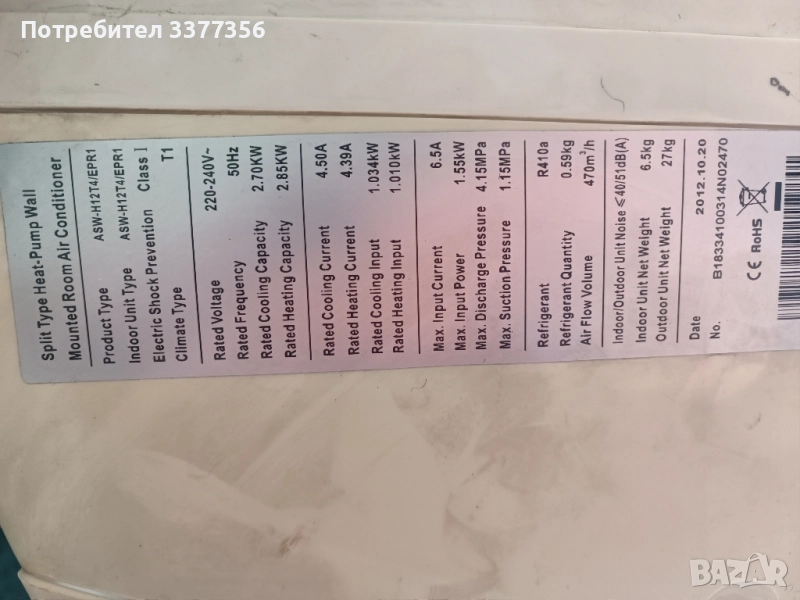 Потребител 3377356
Split Type Heat-Pump Wall
Mounted Room Air Conditioner
Product Type ASW-H12T4/EPR1
Indoor Unit Type ASW-H12T4/EPR1
Electric Shock Prevention Class I
Climate Type T1
Rated Voltage 220-240V~
Rated Frequency 50Hz
Rated Cooling Capacity 2.70KW
Rated Heating Capacity 2.85KW
Rated Cooling Current 4.50A
Rated Heating Current 4.39A
Rated Cooling Input 1.034kW
Rated Heating Input 1.010kW
Max. Input Current 6.5A
Max. Input Power 1.55kW
Max. Discharge Pressure 4.15MPa
Max. Suction Pressure 1.15MPa
Refrigerant R410a
Refrigerant Quantity 0.59kg
Air Flow Volume 470m³/h
Indoor/Outdoor Unit Noise ≤40/51dB(A)
Indoor Unit Net Weight 6.5kg
Outdoor Unit Net Weight 27kg
Date 2012.10.20
No. B18334100314N02470
CE RoHS
BAZAR